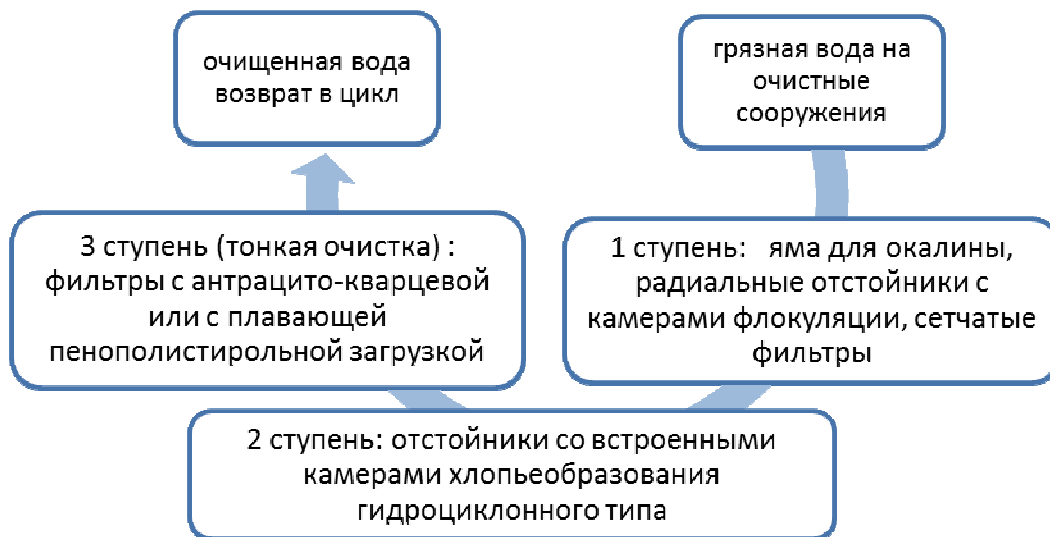 очищенная вода
возврат в цикл
грязная вода на
очистные
сооружения
3 ступень (тонкая очистка) :
фильтры с антрацито-кварцевой
или с плавающей
пенополистирольной загрузкой
1 ступень: яма для окалины,
радиальные отстойники с
камерами флокуляции, сетчатые
фильтры
2 ступень: отстойники со встроенными
камерами хлопьеобразования
гидроциклонного типа